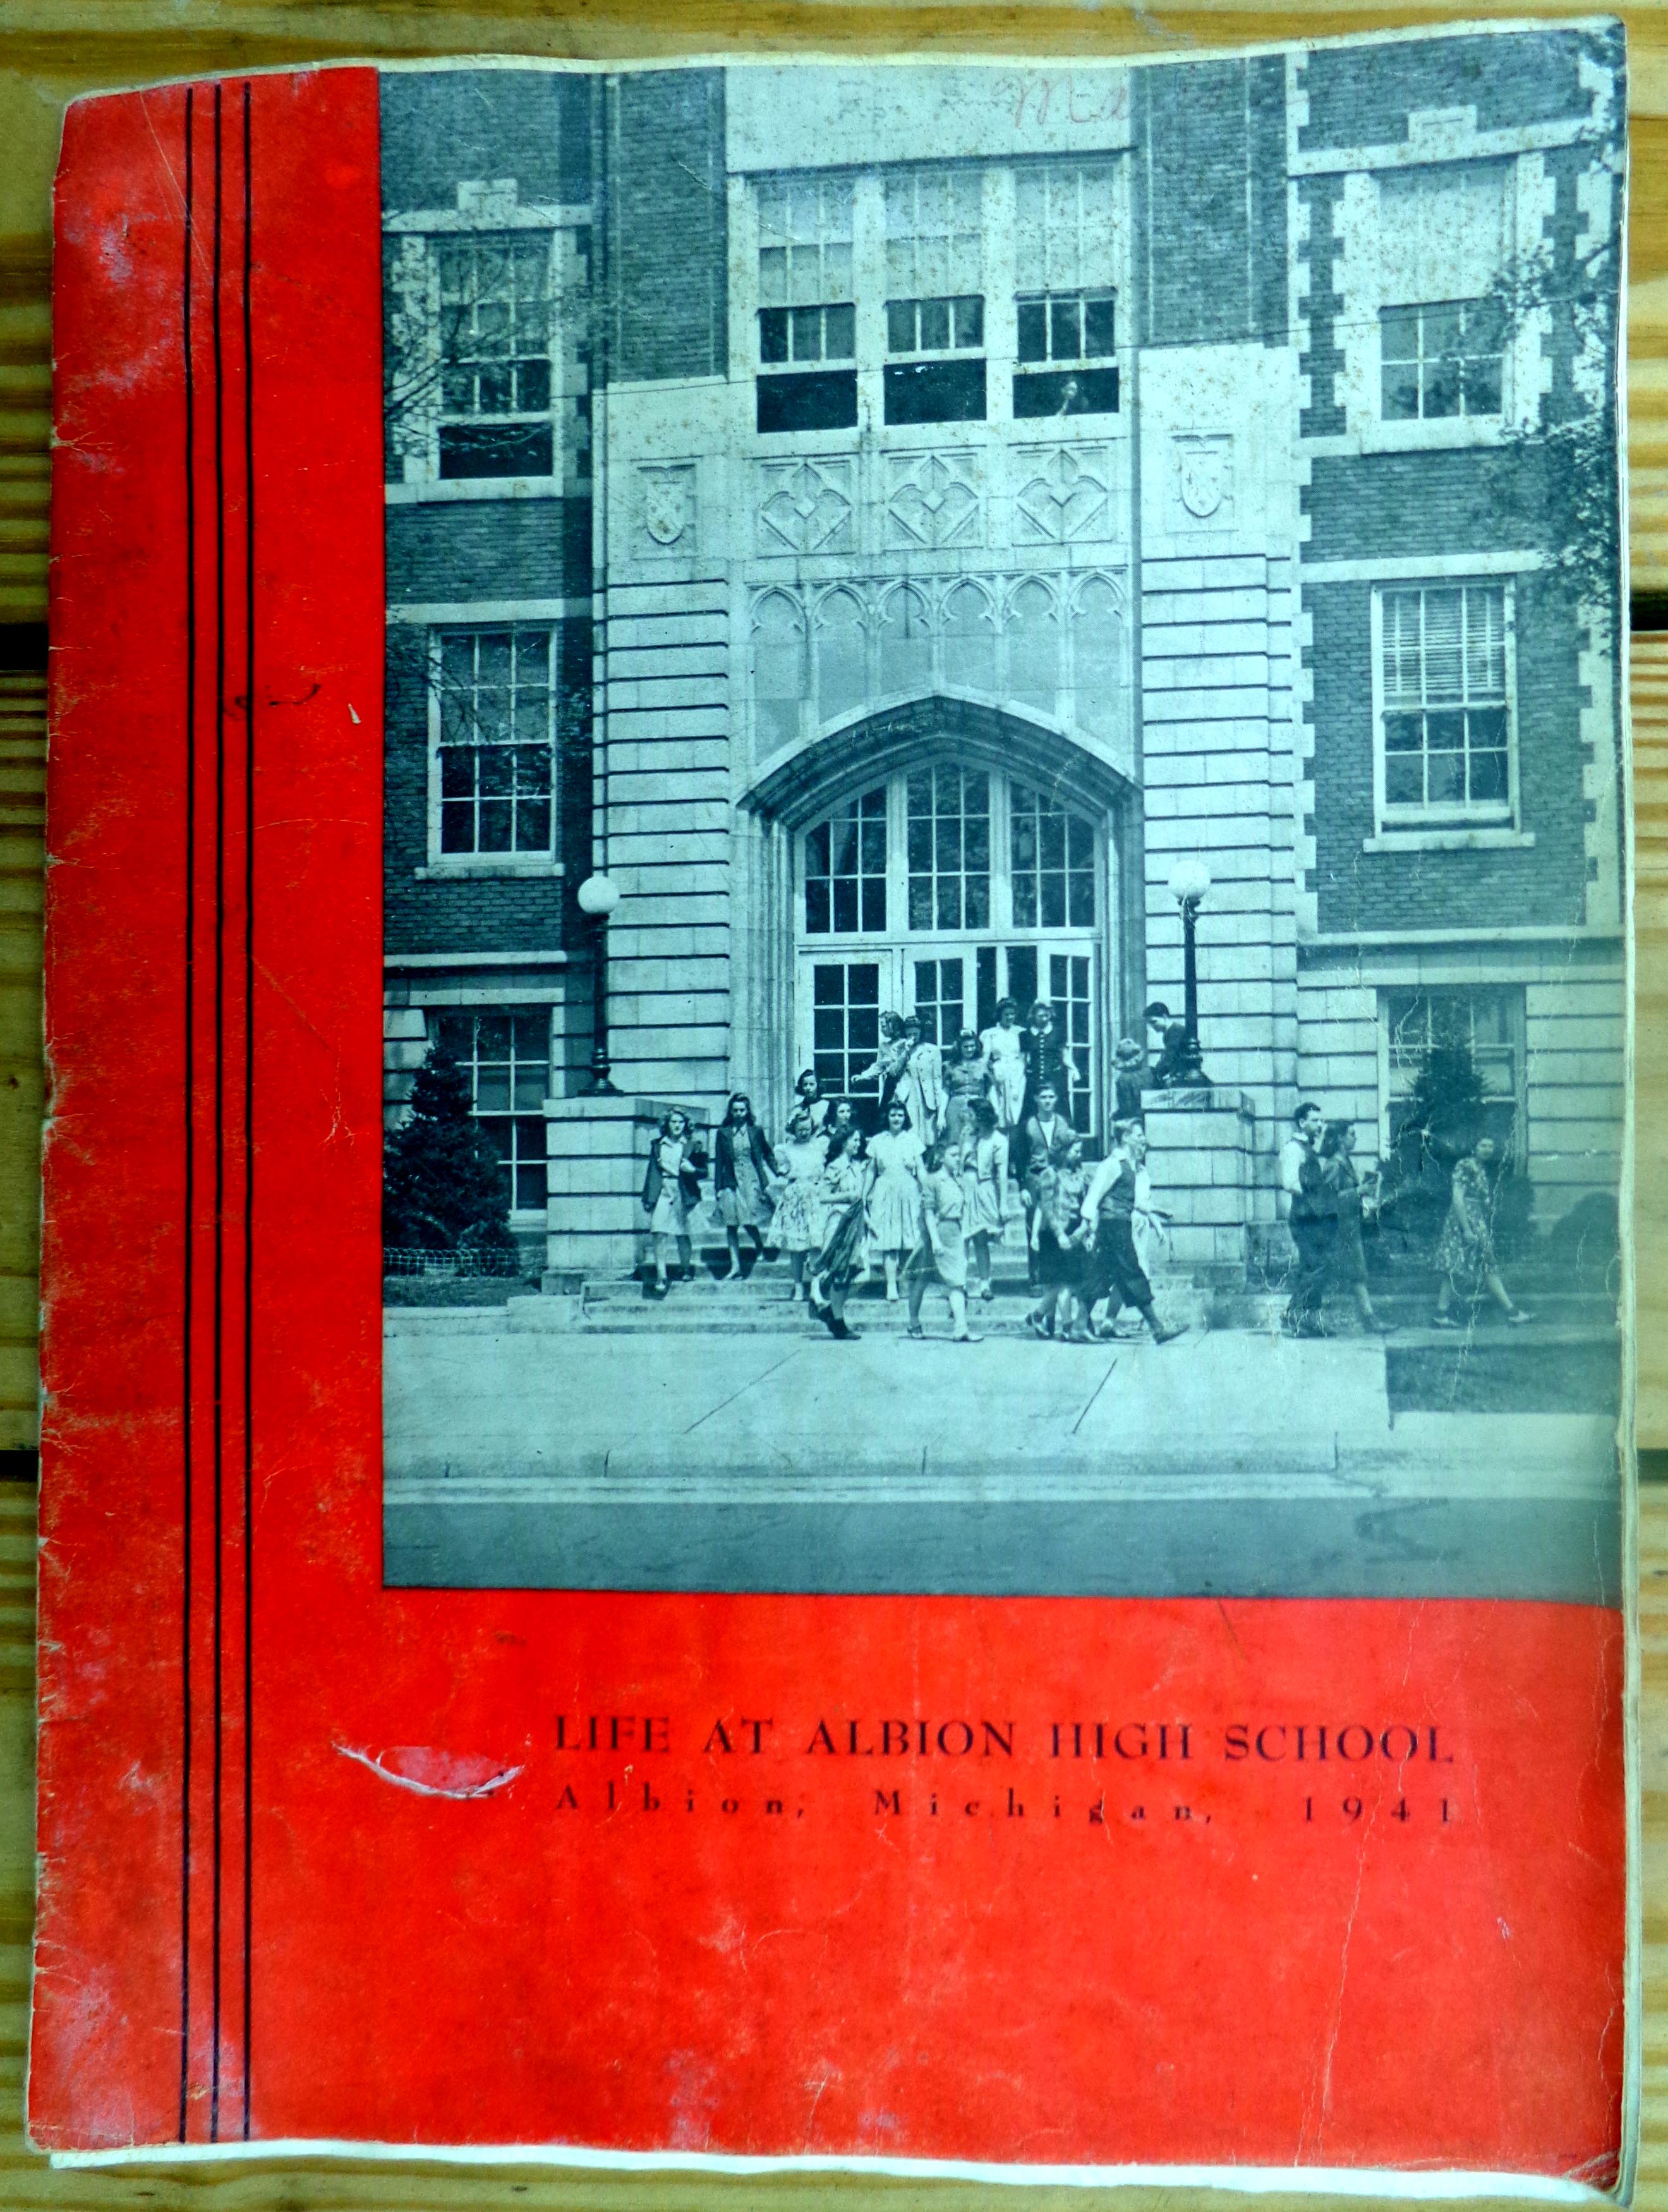 LIFE AT ALBION HIGH SCHOOL
Albion, Michigan, 1941